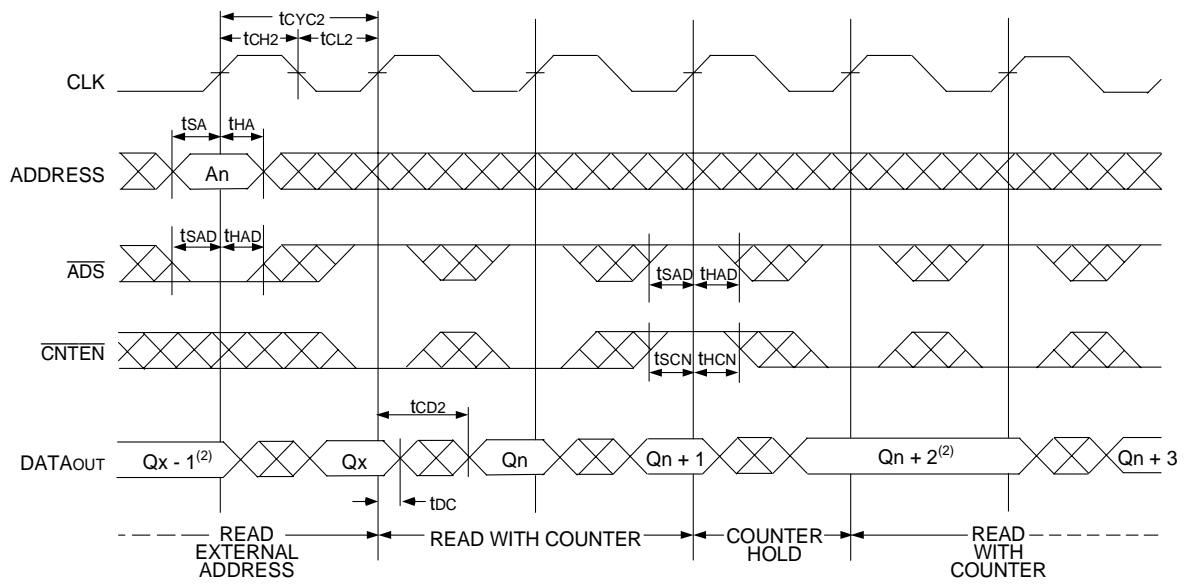 tCYC2
tCH2 tCL2
CLK
tSA tHA
ADDRESS An
tSAD tHAD
ADS
tSAD tHAD
CNTEN
tSCN tHCN
tCD2
DATAOUT Qx - 1(2) Qx Qn Qn + 1 Qn + 2(2) Qn + 3
tDC
READ EXTERNAL ADDRESS
READ WITH COUNTER
COUNTER HOLD
READ WITH COUNTER